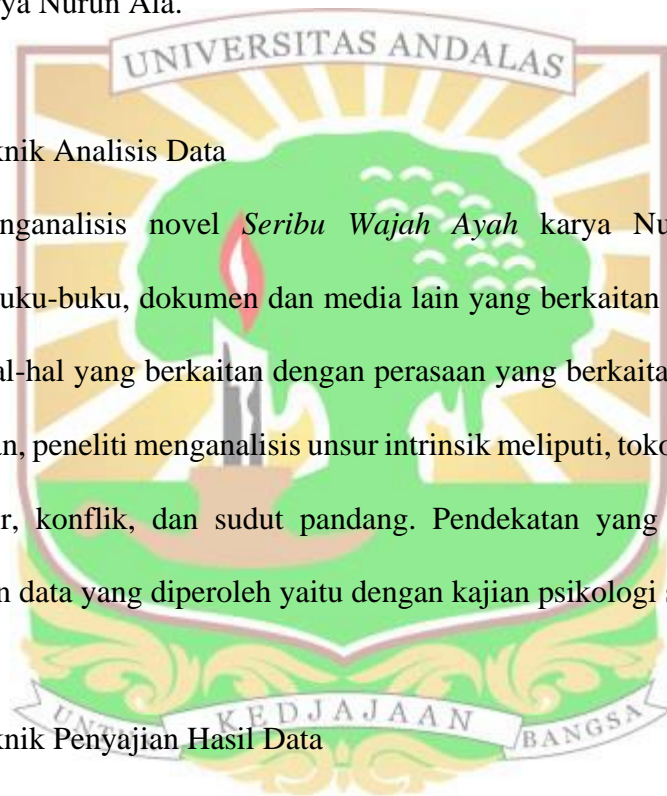 ya Nurun Ala.
UNIVERSITAS ANDALAS
knik Analisis Data
nganalisis novel Seribu Wajah Ayah karya Nu
uku-buku, dokumen dan media lain yang berkaitan
al-hal yang berkaitan dengan perasaan yang berkaita
an, peneliti menganalisis unsur intrinsik meliputi, toko
r, konflik, dan sudut pandang. Pendekatan yang
n data yang diperoleh yaitu dengan kajian psikologi s
UNTUK KEDJAJAAN BANGSA
knik Penyajian Hasil Data